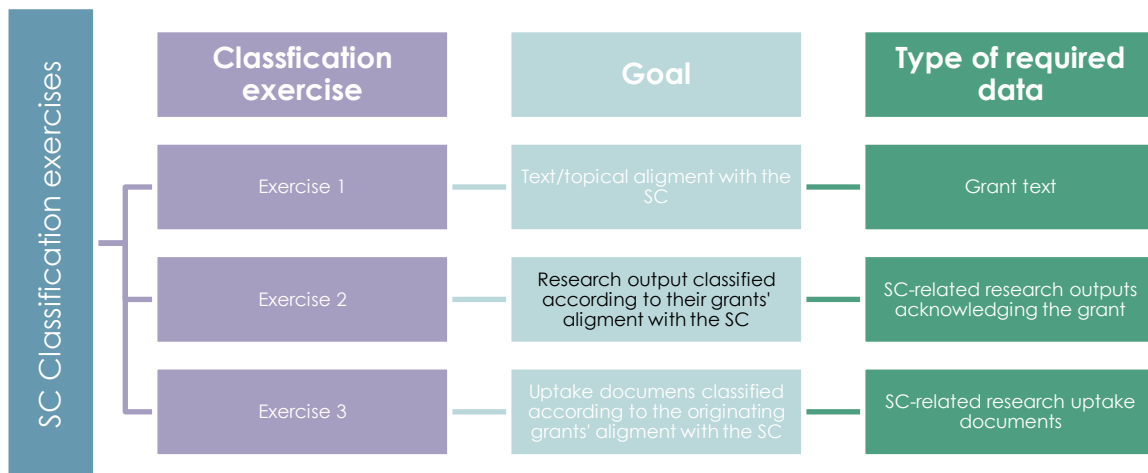 SC Classification exercises
Classfication
exercise
Goal
Type of required
data
Exercise 1
Text/topical aligment with the
SC
Grant text
Exercise 2
Research output classified
according to their grants'
aligment with the SC
SC-related research outputs
acknowledging the grant
Exercise 3
Uptake documens classified
according to the originating
grants' aligment with the SC
SC-related research uptake
documents